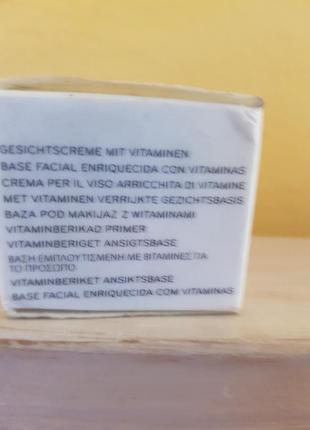 GESICHTSCREME MIT VITAMINEN
BASE FACIAL ENRIQUECIDA CON VITAMINAS
CREMA PER IL VISO ARRICCHITA DI VITAMINE
MET VITAMINEN VERRIJKTE GEZICHTSBASIS
BAZA POD MAKIJAZ Z WITAMINAMI
VITAMINBERIKAD PRIMER
VITAMINBERIGET ANSIGTSBASE
ΒΑΣΗ ΕΜΠΛΟΥΤΙΣΜΕΝΗ ΜΕ ΒΙΤΑΜΙΝΕΣ ΓΙΑ
ΤΟ ΠΡΟΣΩΠΟ
VITAMINBERIKET ANSIKTSBASE
BASE FACIAL ENRIQUECIDA COM VITAMINAS